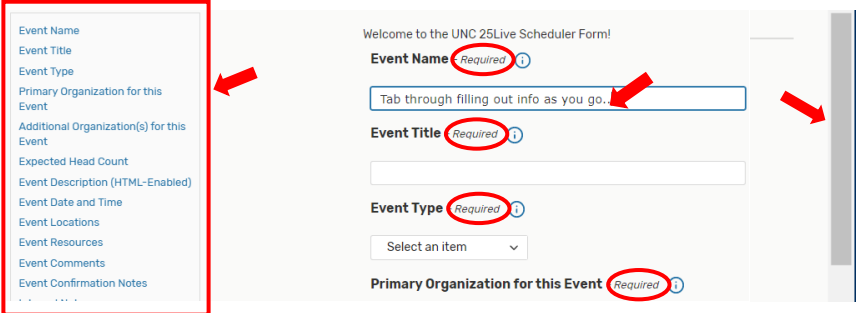 Event Name
Event Title
Event Type
Primary Organization for this
Event
Additional Organization(s) for this
Event
Expected Head Count
Event Description (HTML-Enabled)
Event Date and Time
Event Locations
Event Resources
Event Comments
Event Confirmation Notes
Welcome to the UNC 25Live Scheduler Form!
Event Name - Required i
Tab through filling out info as you go..
Event Title - Required i
Event Type - Required i
Select an item
Primary Organization for this Event - Required i